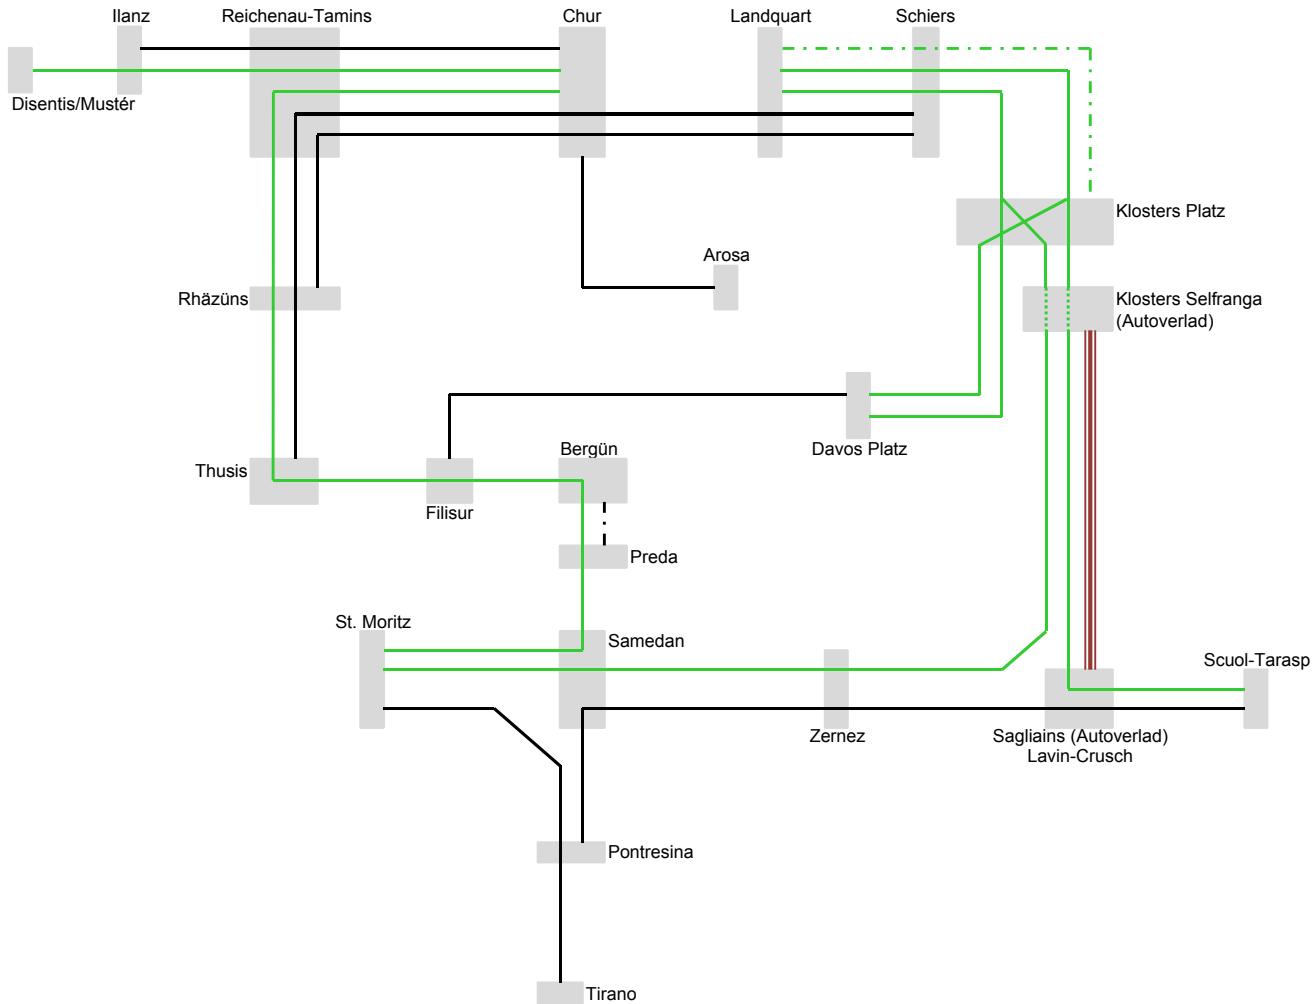 Ilanz
Reichenau-Tamins
Chur
Landquart
Schiers
Disentis/Mustér
Klosters Platz
Arosa
Rhäzüns
Klosters Selfranga
(Autoverlad)
Davos Platz
Bergün
Thusis
Filisur
Preda
St. Moritz
Samedan
Scuol-Tarasp
Zernez
Sagliains (Autoverlad)
Lavin-Crusch
Pontresina
Tirano